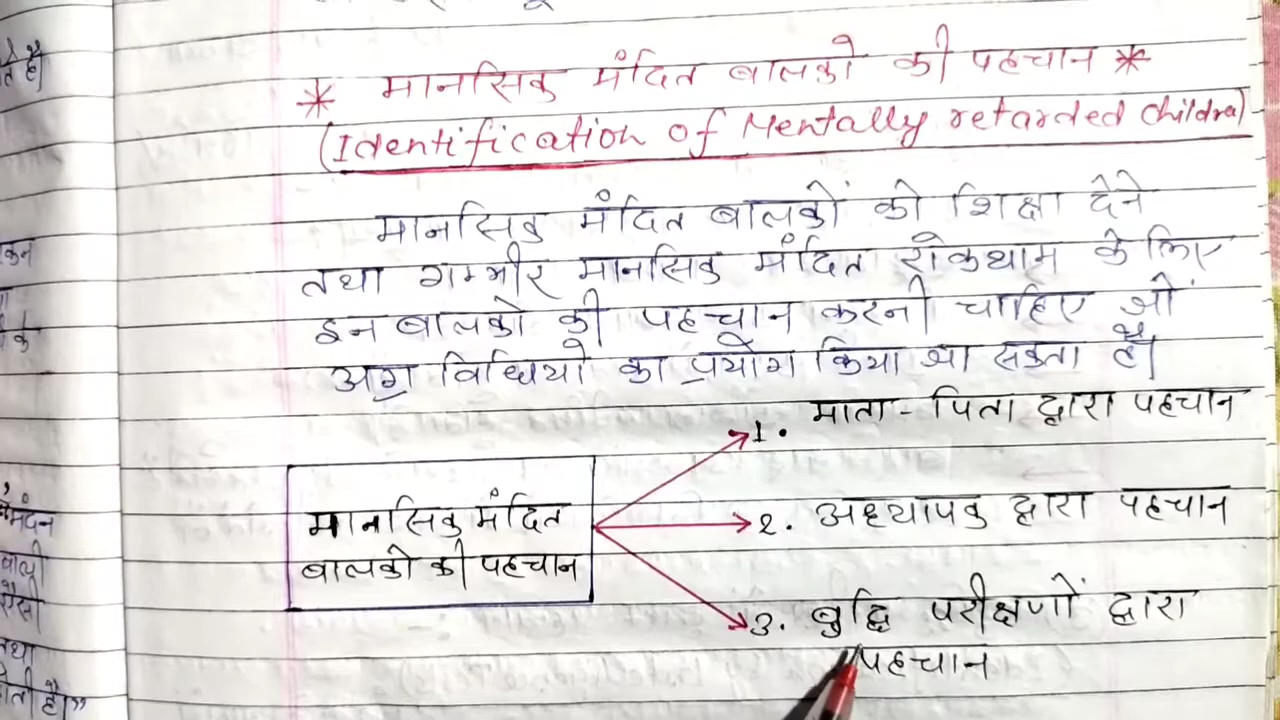 * मानसिक मंदित बालको की पहचान *
(Identification of Mentally retarded Children)
मानसिक मंदित बालकों को शिक्षा देने
तथा गम्भीर मानसिक मंदित रोकथाम के लिए
इन बालको की पहचान करनी चाहिए
अग्र विधियो का प्रयोग किया जा सकता है।
1. माता-पिता द्वारा पहचान
मानसिक मंदित
बालको की पहचान
2. अध्यापक द्वारा पहचान
3. बुद्धि परीक्षणों द्वारा
पहचान